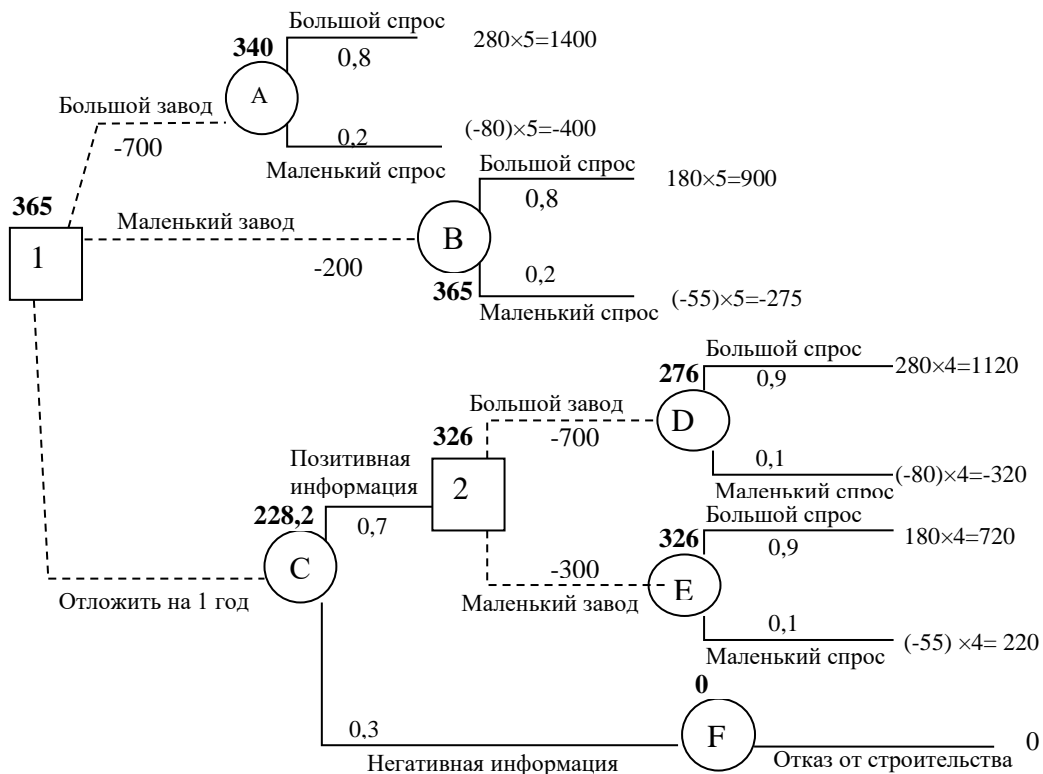 Большой спрос
340
0,8
280×5=1400
A
Большой завод
-700
0,2
(-80)×5=-400
Маленький спрос
Большой спрос
0,8
180×5=900
365
1
Маленький завод
-200
B
365
0,2
Маленький спрос
(-55)×5=-275
Большой спрос
276
0,9
280×4=1120
Большой завод
-700
D
326
2
0,1
(-80)×4=-320
Маленький спрос
Позитивная
информация
0,7
228,2
C
Отложить на 1 год
Большой спрос
326
0,9
180×4=720
-300
Маленький завод
E
0,1
(-55) ×4= 220
Маленький спрос
0
0,3
F
0
Негативная информация
Отказ от строительства